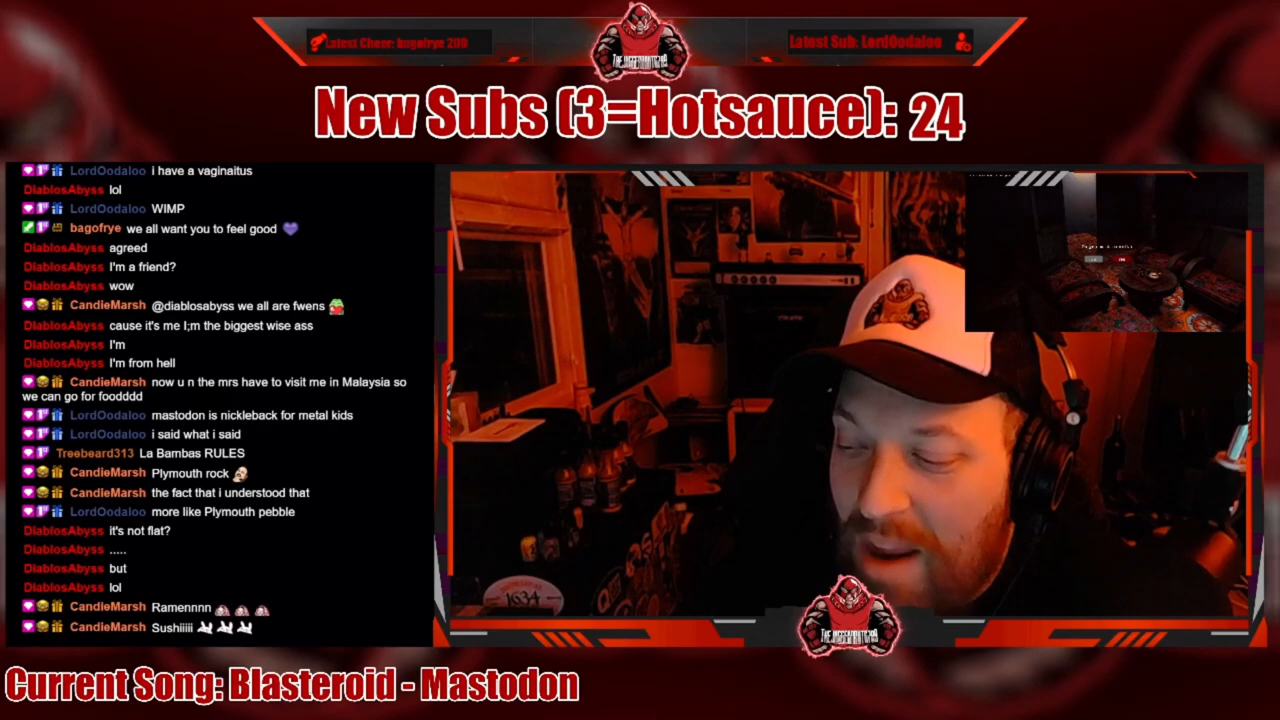 Latest Cheer: bagofrye 200
Latest Sub: LordOodaloo
New Subs (3=Hotsauce): 24
LordOodaloo i have a vaginaitus
DiablosAbyss lol
LordOodaloo WIMP
bagofrye we all want you to feel good
DiablosAbyss agreed
DiablosAbyss I'm a friend?
DiablosAbyss wow
CandieMarsh @diablosabyss we all are fwens
DiablosAbyss cause it's me I;m the biggest wise ass
DiablosAbyss I'm
DiablosAbyss I'm from hell
CandieMarsh now u n the mrs have to visit me in Malaysia so
we can go for foodddd
LordOodaloo mastodon is nickleback for metal kids
LordOodaloo i said what i said
Treebeard313 La Bambas RULES
CandieMarsh Plymouth rock
CandieMarsh the fact that i understood that
LordOodaloo more like Plymouth pebble
DiablosAbyss it's not flat?
DiablosAbyss .....
DiablosAbyss but
DiablosAbyss lol
CandieMarsh Ramennnn
CandieMarsh Sushiiiii
1634
Current Song: Blasteroid - Mastodon